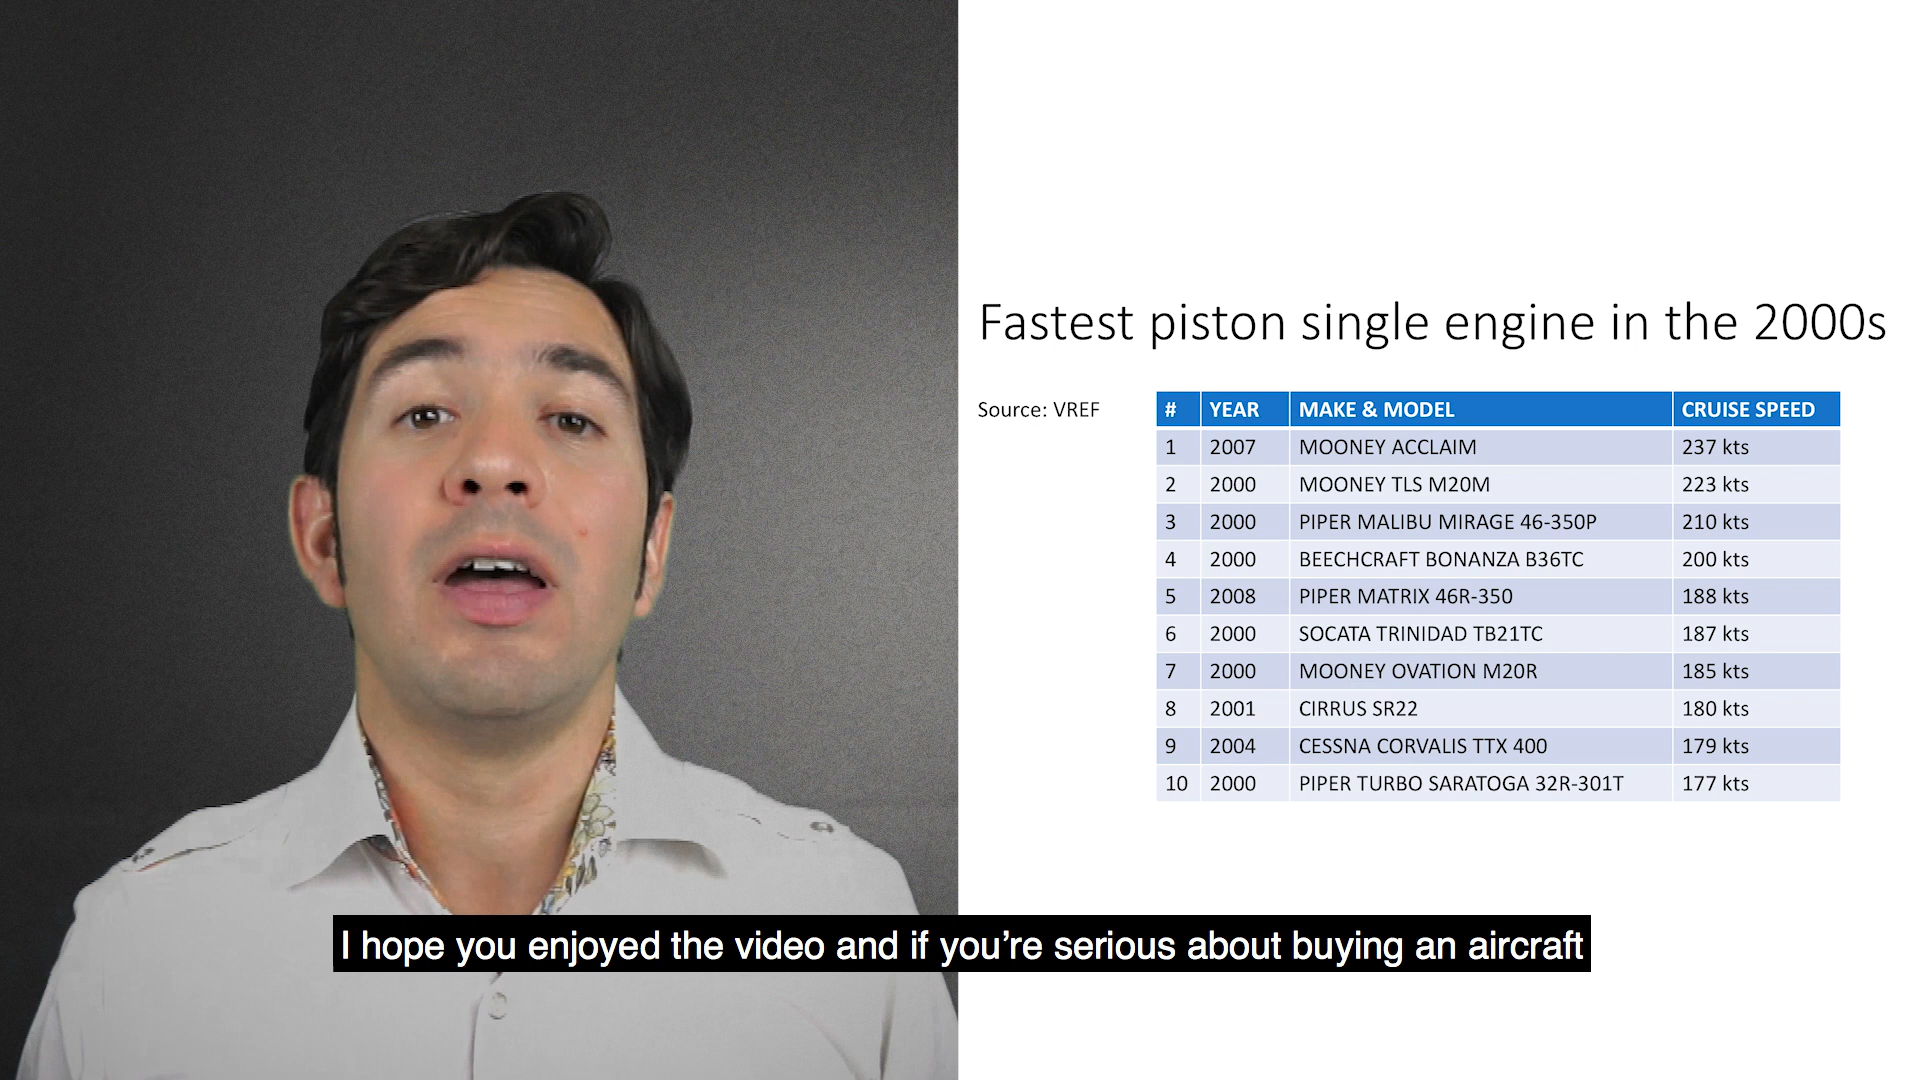 Fastest piston single engine in the 2000s
Source: VREF
# YEAR MAKE & MODEL CRUISE SPEED
1 2007 MOONEY ACCLAIM 237 kts
2 2000 MOONEY TLS M20M 223 kts
3 2000 PIPER MALIBU MIRAGE 46-350P 210 kts
4 2000 BEECHCRAFT BONANZA B36TC 200 kts
5 2008 PIPER MATRIX 46R-350 188 kts
6 2000 SOCATA TRINIDAD TB21TC 187 kts
7 2000 MOONEY OVATION M20R 185 kts
8 2001 CIRRUS SR22 180 kts
9 2004 CESSNA CORVALIS TTX 400 179 kts
10 2000 PIPER TURBO SARATOGA 32R-301T 177 kts
I hope you enjoyed the video and if you’re serious about buying an aircraft